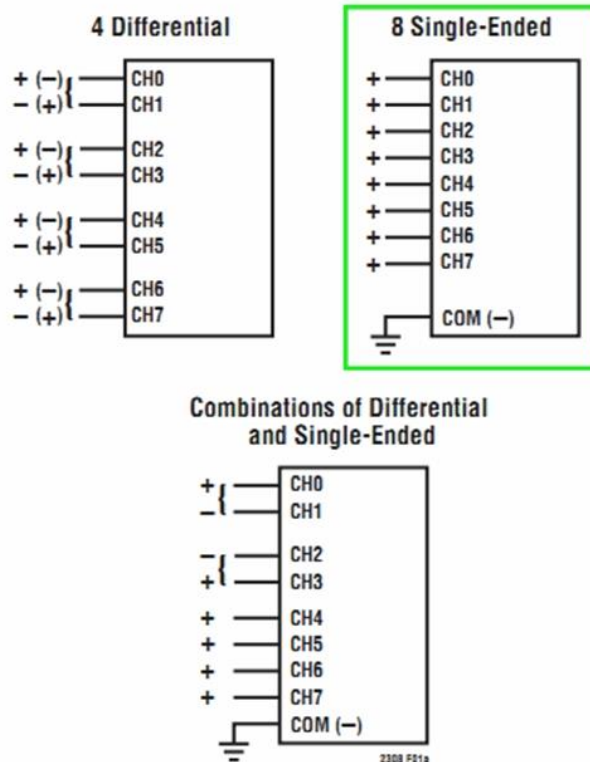 4 Differential
+ (−) { CH0
− (+) CH1
+ (−) { CH2
− (+) CH3
+ (−) { CH4
− (+) CH5
+ (−) { CH6
− (+) CH7
8 Single-Ended
+ CH0
+ CH1
+ CH2
+ CH3
+ CH4
+ CH5
+ CH6
+ CH7
COM (−)
Combinations of Differential
and Single-Ended
+ { CH0
− CH1
− { CH2
+ CH3
+ CH4
+ CH5
+ CH6
+ CH7
COM (−)
2308 F01a